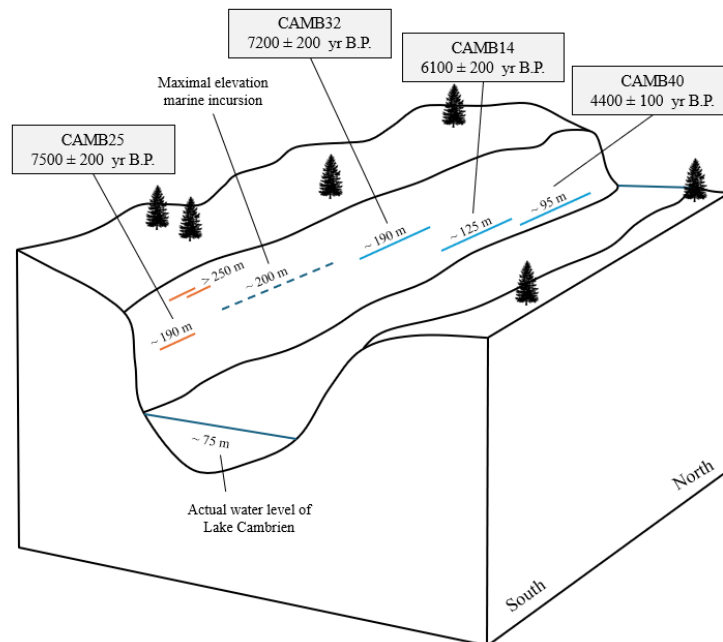 CAMB32
7200 ± 200 yr B.P.
CAMB14
6100 ± 200 yr B.P.
Maximal elevation
marine incursion
CAMB40
4400 ± 100 yr B.P.
CAMB25
7500 ± 200 yr B.P.
~ 190 m
~ 125 m
~ 95 m
> 250 m
~ 200 m
~ 190 m
~ 75 m
Actual water level of
Lake Cambrien
North
South